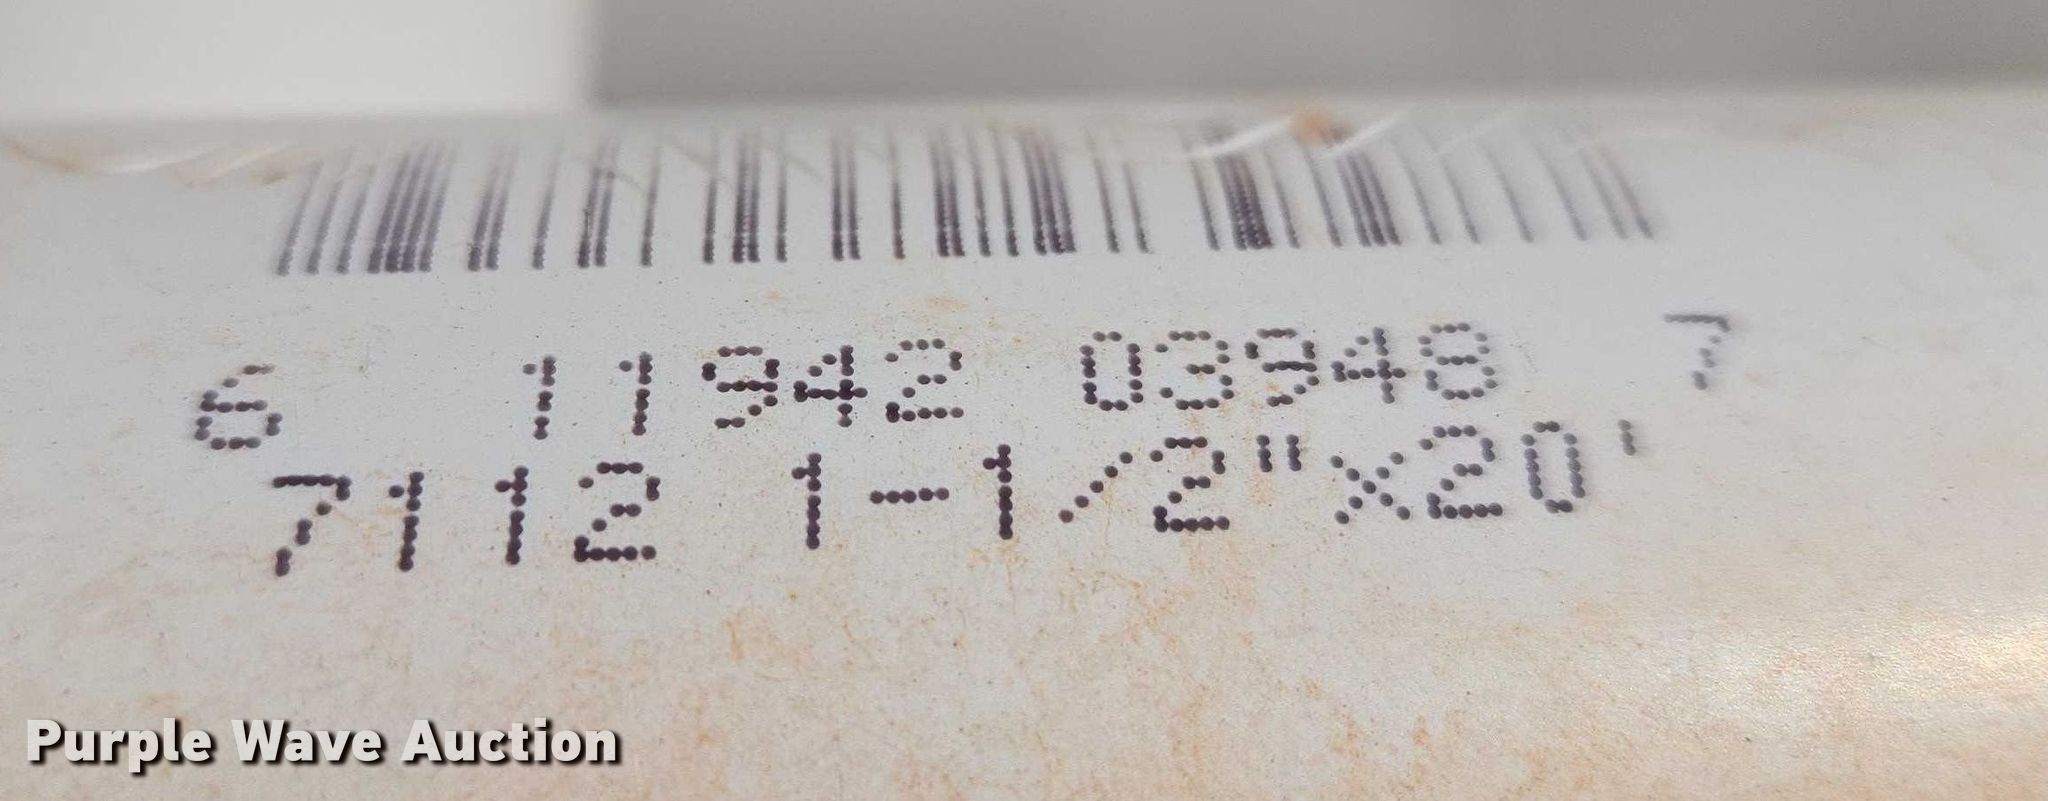 6 11942 03948 7
7112 1-1/2"x20'
Purple Wave Auction